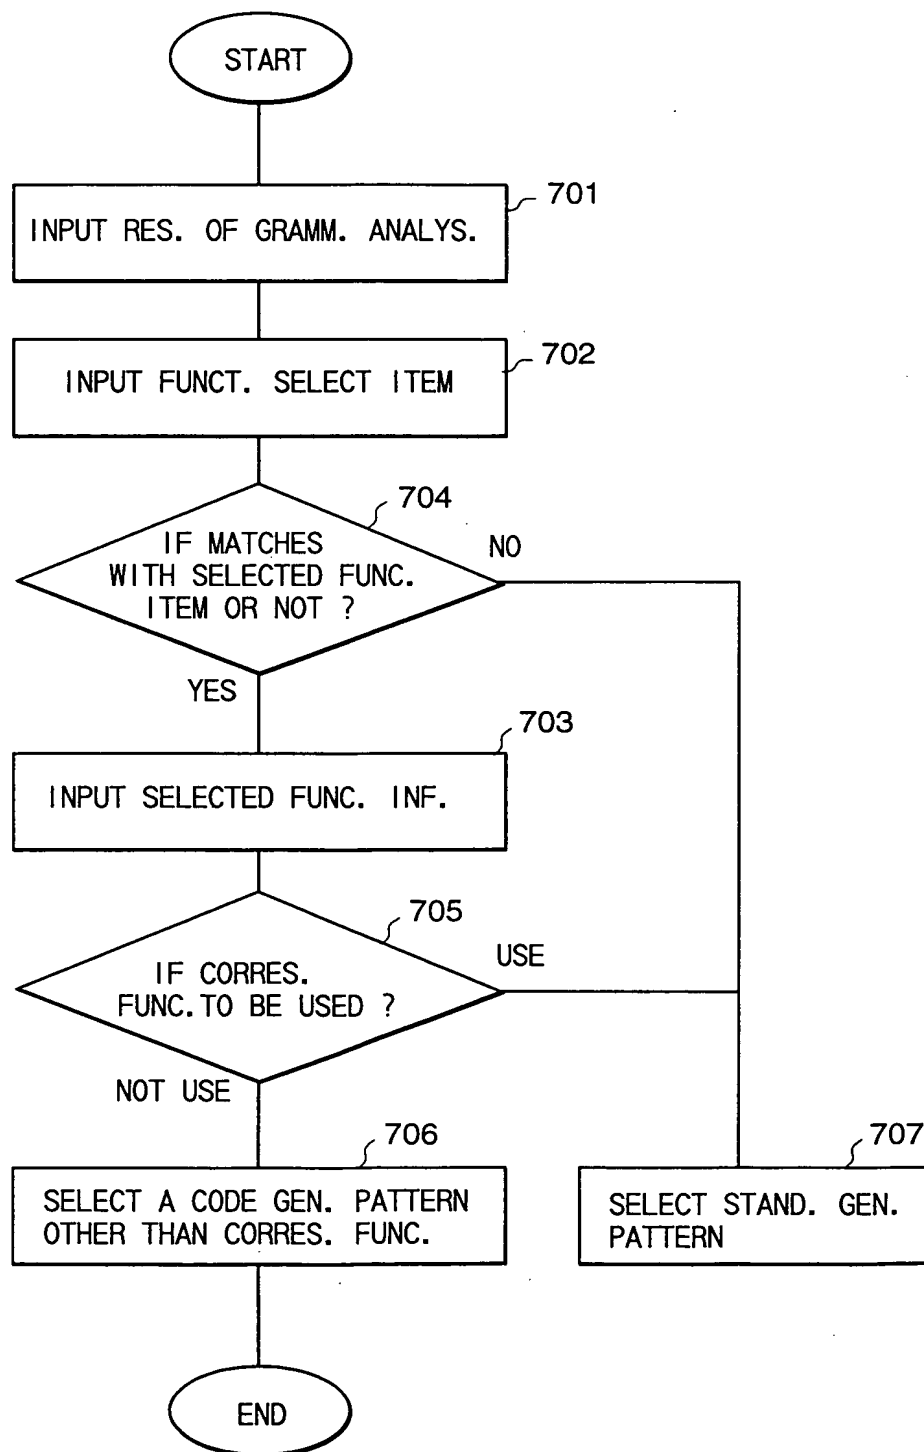 START
701
INPUT RES. OF GRAMM. ANALYS.
702
INPUT FUNCT. SELECT ITEM
704
IF MATCHES
WITH SELECTED FUNC.
ITEM OR NOT ?
NO
YES
703
INPUT SELECTED FUNC. INF.
705
IF CORRES.
FUNC.TO BE USED ?
USE
NOT USE
706
SELECT A CODE GEN. PATTERN
OTHER THAN CORRES. FUNC.
707
SELECT STAND. GEN.
PATTERN
END